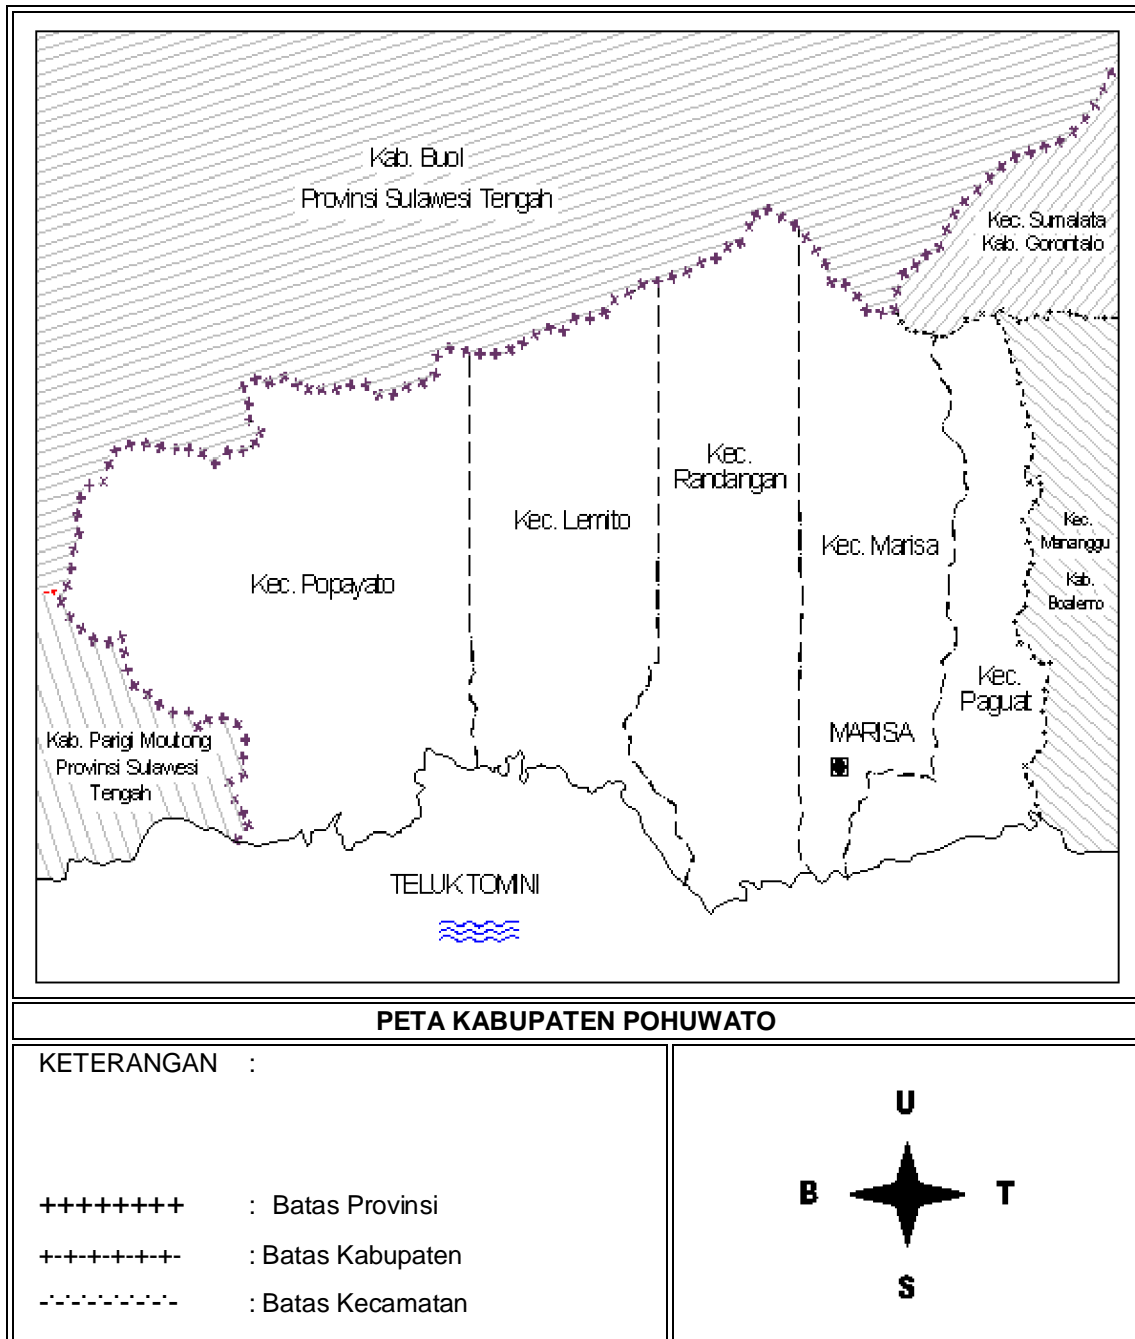 Kab. Buol
Provinsi Sulawesi Tengah
Kec. Sumalata
Kab. Gorontalo
Kec.
Randangan
Kec. Lemito
Kec. Marisa
Kec.
Mananggu
Kab.
Boalemo
Kec. Popayato
Kec.
Paguat
MARISA
Kab. Parigi Moutong
Provinsi Sulawesi
Tengah
TELUK TOMINI
PETA KABUPATEN POHUWATO
KETERANGAN :
++++++++ : Batas Provinsi
+-+-+-+-+- : Batas Kabupaten
-·-·-·-·-·-·-·- : Batas Kecamatan
U
B T
S